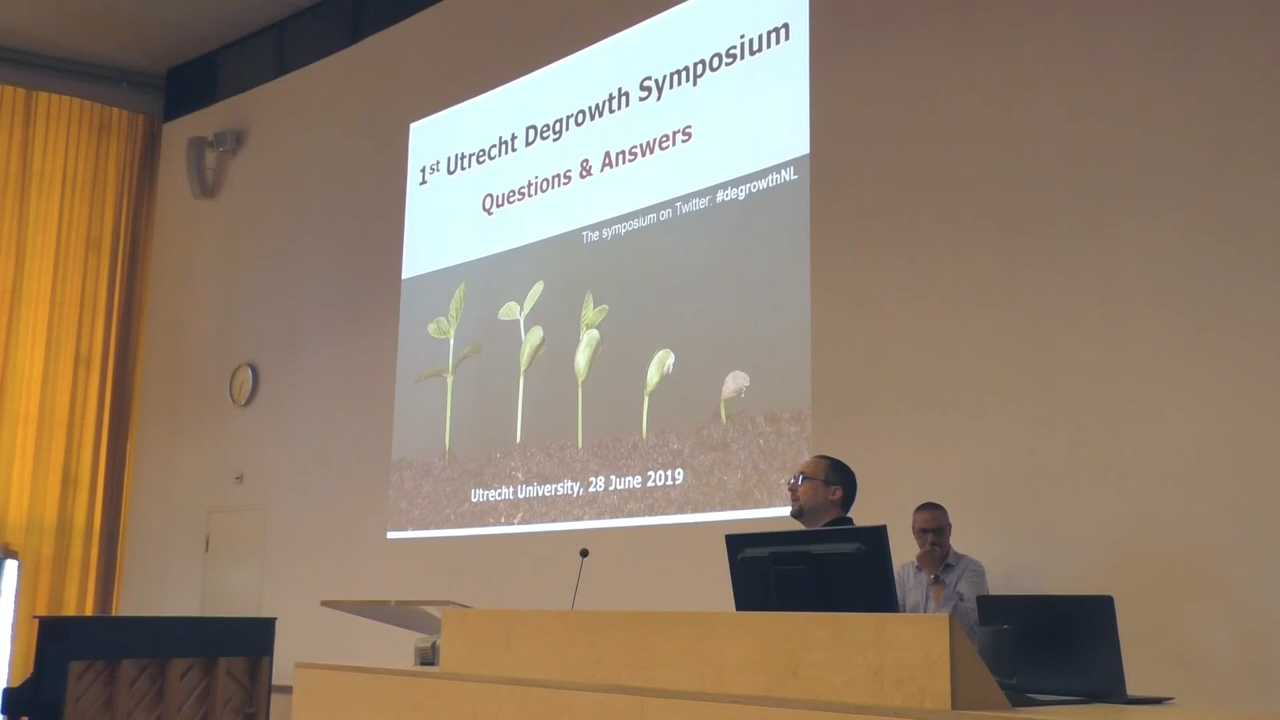 1st Utrecht Degrowth Symposium
Questions & Answers
The symposium on Twitter: #degrowthNL
Utrecht University, 28 June 2019